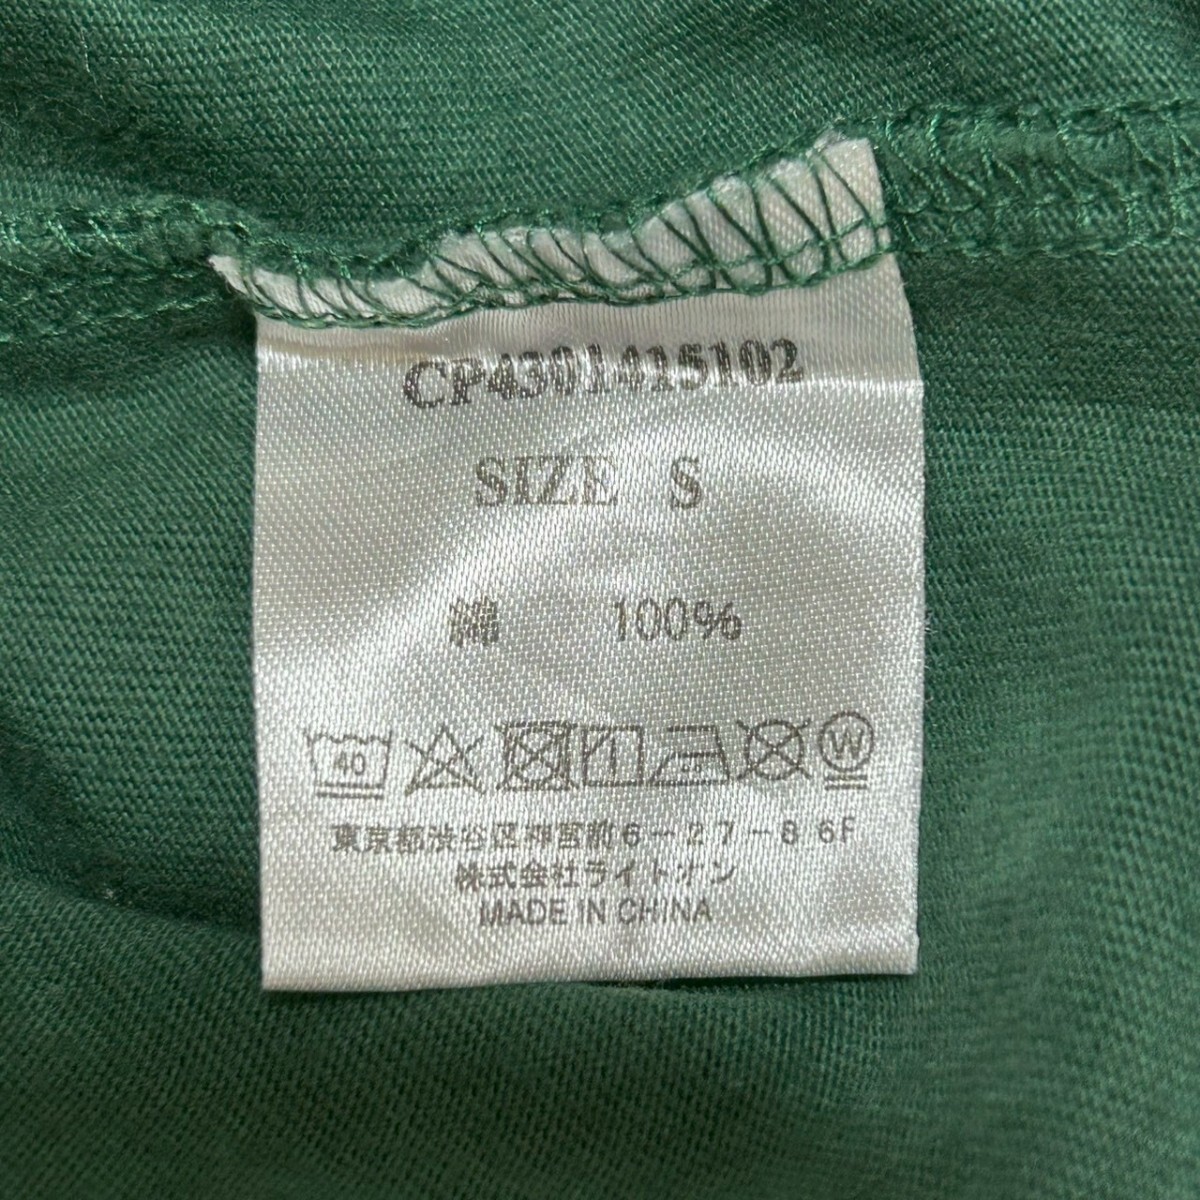 CP4301415102
SIZE S
綿 100%
40 W
東京都渋谷区神宮前6-27-8 6F
株式会社ライトオン
MADE IN CHINA